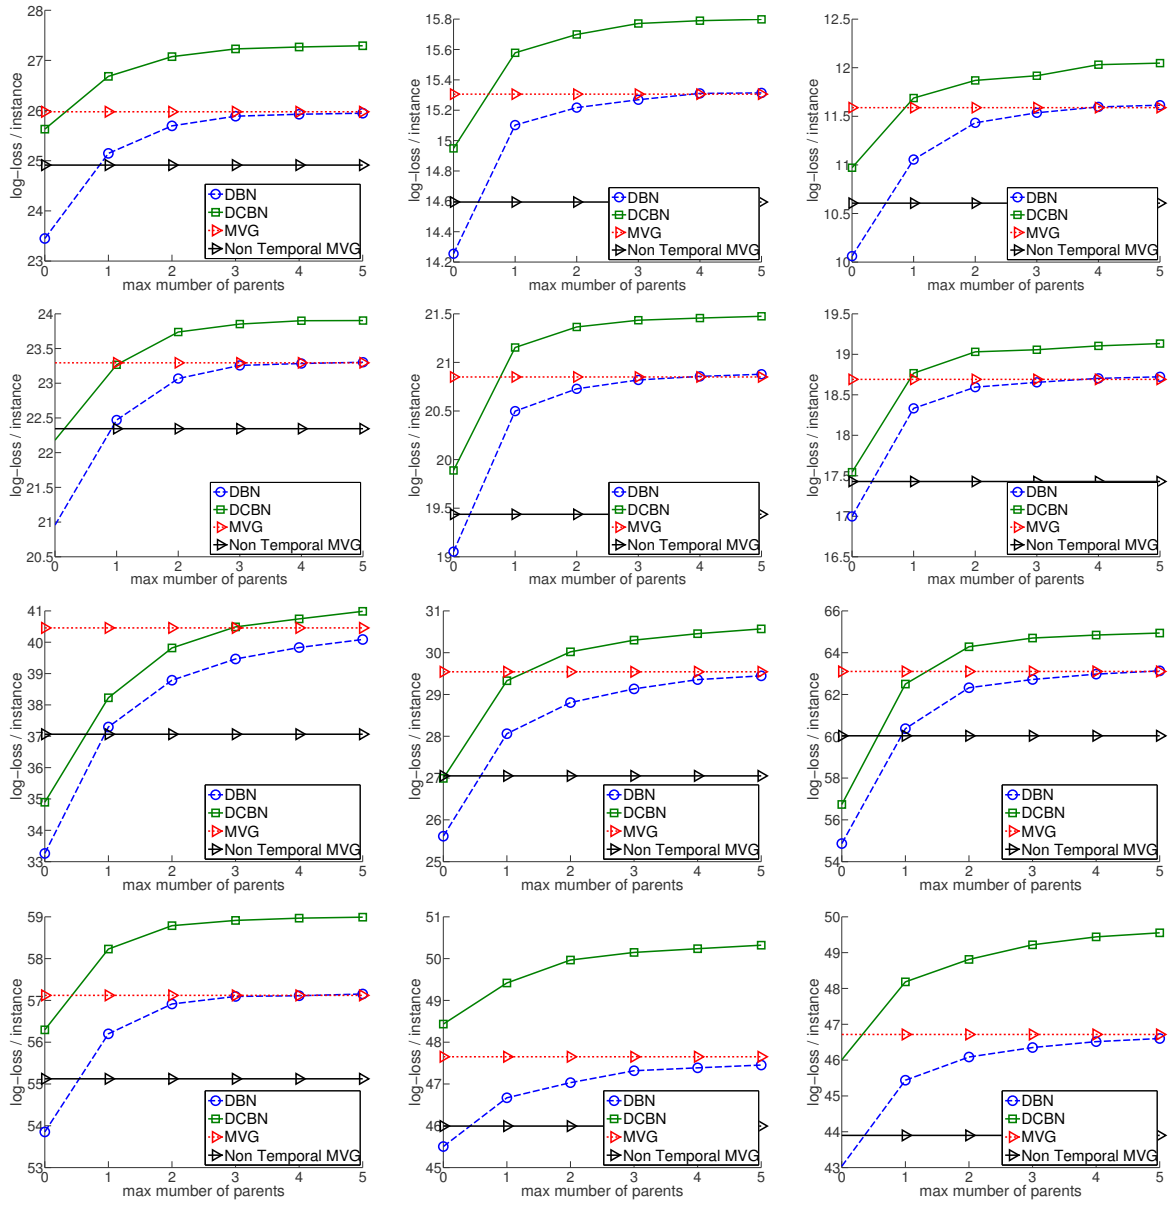 28
27
26
25
24
23
log-loss / instance
DBN
DCBN
MVG
Non Temporal MVG
0 1 2 3 4 5
max mumber of parents
15.8
15.6
15.4
15.2
15
14.8
14.6
14.4
14.2
log-loss / instance
DBN
DCBN
MVG
Non Temporal MVG
0 1 2 3 4 5
max mumber of parents
12.5
12
11.5
11
10.5
10
log-loss / instance
DBN
DCBN
MVG
Non Temporal MVG
0 1 2 3 4 5
max mumber of parents
24
23.5
23
22.5
22
21.5
21
20.5
log-loss / instance
DBN
DCBN
MVG
Non Temporal MVG
0 1 2 3 4 5
max mumber of parents
21.5
21
20.5
20
19.5
19
log-loss / instance
DBN
DCBN
MVG
Non Temporal MVG
0 1 2 3 4 5
max mumber of parents
19.5
19
18.5
18
17.5
17
16.5
log-loss / instance
DBN
DCBN
MVG
Non Temporal MVG
0 1 2 3 4 5
max mumber of parents
41
40
39
38
37
36
35
34
33
log-loss / instance
DBN
DCBN
MVG
Non Temporal MVG
0 1 2 3 4 5
max mumber of parents
31
30
29
28
27
26
25
log-loss / instance
DBN
DCBN
MVG
Non Temporal MVG
0 1 2 3 4 5
max mumber of parents
66
64
62
60
58
56
54
log-loss / instance
DBN
DCBN
MVG
Non Temporal MVG
0 1 2 3 4 5
max mumber of parents
59
58
57
56
55
54
53
log-loss / instance
DBN
DCBN
MVG
Non Temporal MVG
0 1 2 3 4 5
max mumber of parents
51
50
49
48
47
46
45
log-loss / instance
DBN
DCBN
MVG
Non Temporal MVG
0 1 2 3 4 5
max mumber of parents
50
49
48
47
46
45
44
43
log-loss / instance
DBN
DCBN
MVG
Non Temporal MVG
0 1 2 3 4 5
max mumber of parents